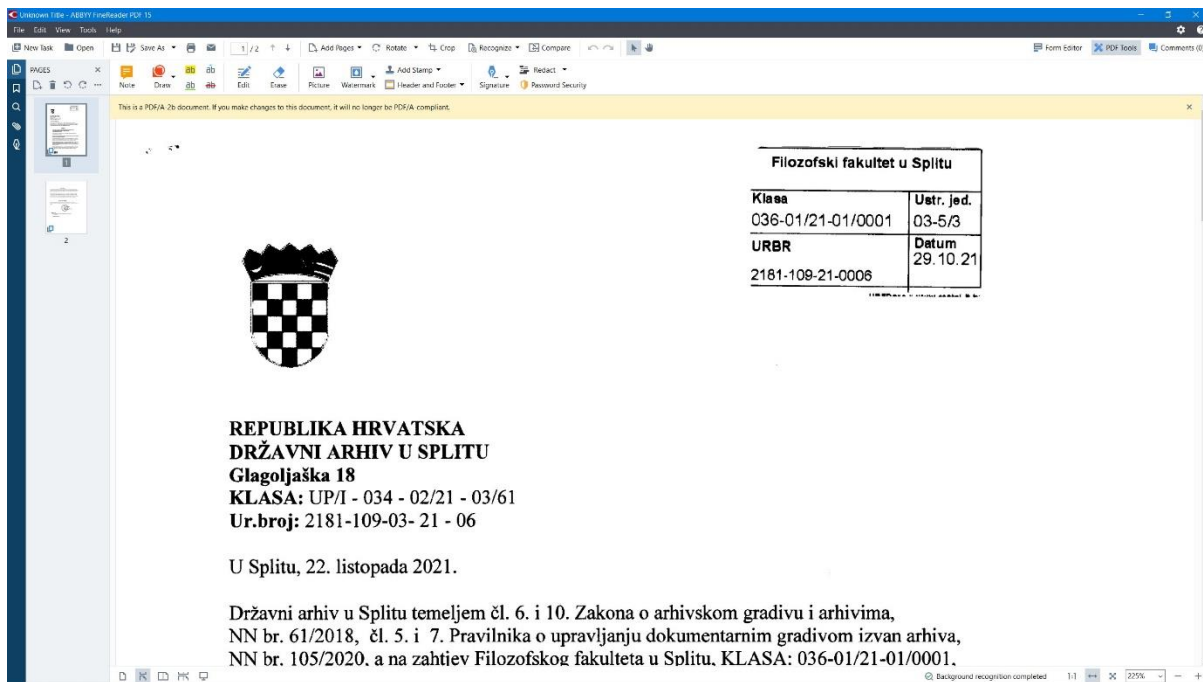 Unknown Title - ABBYY FineReader PDF 15
File Edit View Tools Help
New Task Open Save As 1 / 2 Add Pages Rotate Crop Recognize Compare Form Editor PDF Tools Comments (0)
PAGES
Note Draw ab ab ab ab Edit Erase Picture Watermark Add Stamp Header and Footer Signature Redact Password Security
This is a PDF/A-2b document. If you make changes to this document, it will no longer be PDF/A compliant.
1
2
Filozofski fakultet u Splitu
Klasa Ustr. jed.
036-01/21-01/0001 03-5/3
URBR Datum
29.10.21
2181-109-21-0006
REPUBLIKA HRVATSKA
DRŽAVNI ARHIV U SPLITU
Glagoljaška 18
KLASA: UP/I - 034 - 02/21 - 03/61
Ur.broj: 2181-109-03- 21 - 06
U Splitu, 22. listopada 2021.
Državni arhiv u Splitu temeljem čl. 6. i 10. Zakona o arhivskom gradivu i arhivima,
NN br. 61/2018, čl. 5. i 7. Pravilnika o upravljanju dokumentarnim gradivom izvan arhiva,
NN br. 105/2020, a na zahtjev Filozofskog fakulteta u Splitu, KLASA: 036-01/21-01/0001,
Background recognition completed 1:1 225%